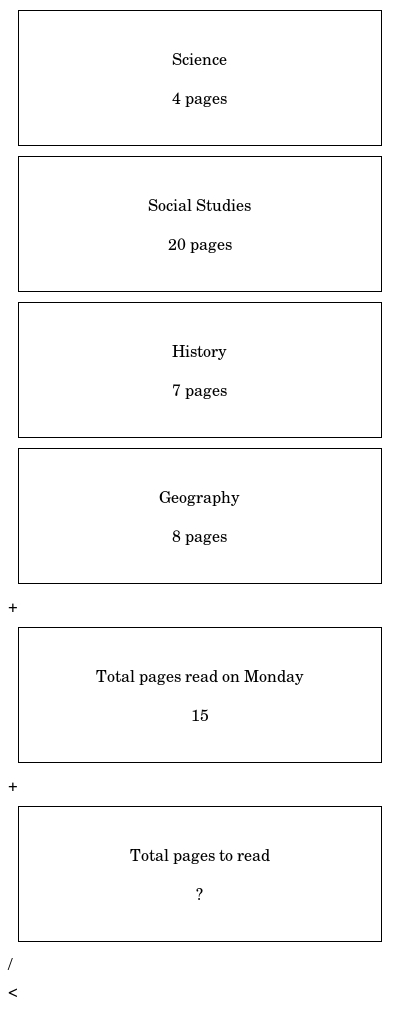 Science
4 pages
Social Studies
20 pages
History
7 pages
Geography
8 pages
+
Total pages read on Monday
15
+
Total pages to read
?
/
<